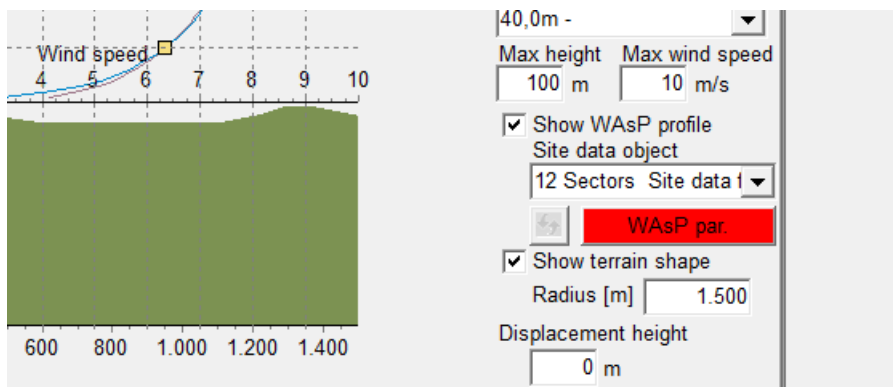 40,0m -
Wind speed
4 5 6 7 8 9 10
Max height Max wind speed
100 m 10 m/s
Show WAsP profile
Site data object
12 Sectors Site data f
WAsP par.
Show terrain shape
Radius [m] 1.500
600 800 1.000 1.200 1.400
Displacement height
0 m